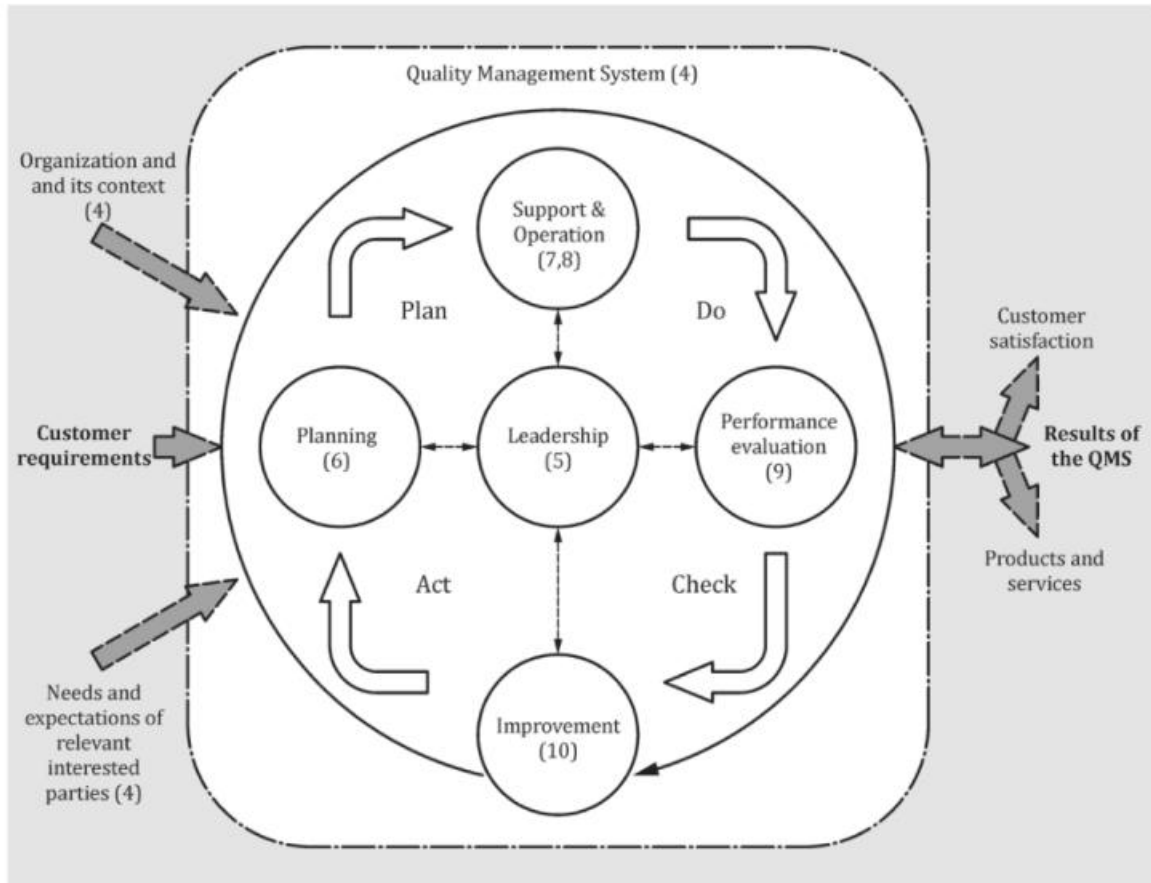 Quality Management System (4)
Organization and
and its context
(4)
Support &
Operation
(7,8)
Plan
Do
Customer
satisfaction
Customer
requirements
Planning
(6)
Leadership
(5)
Performance
evaluation
(9)
Results of
the QMS
Products and
services
Act
Check
Needs and
expectations of
relevant
interested
parties (4)
Improvement
(10)